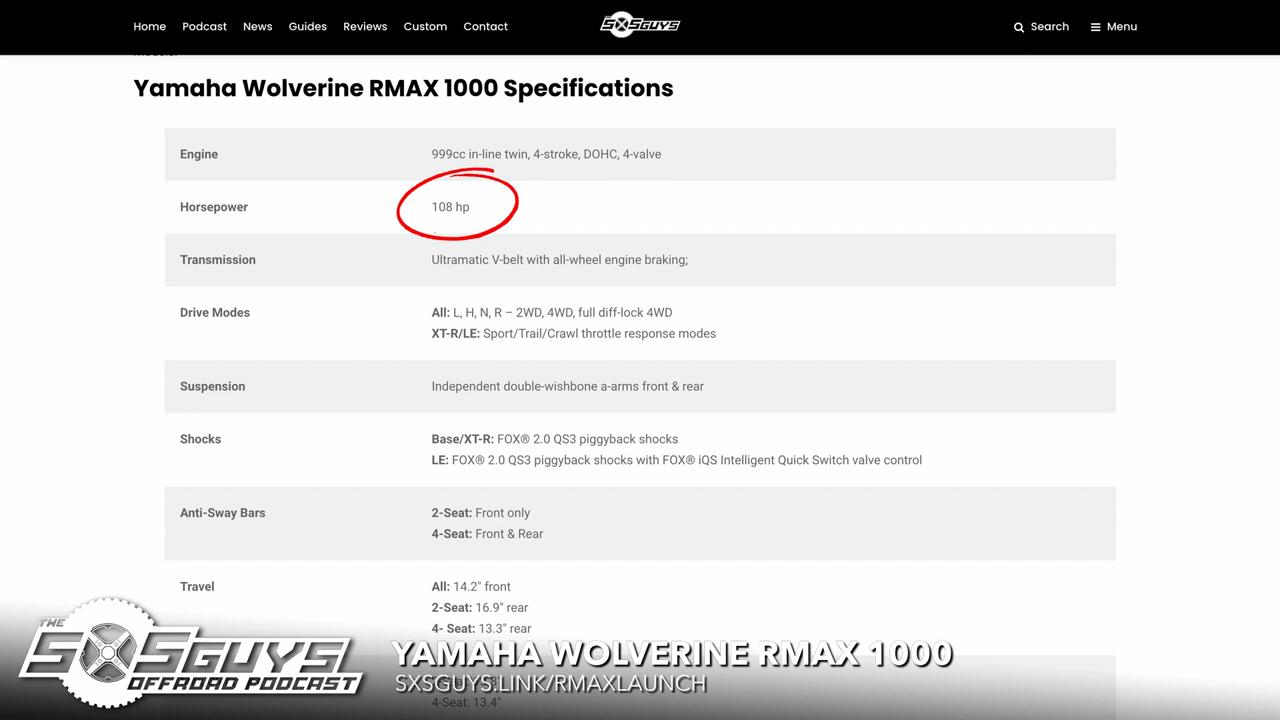 Home Podcast News Guides Reviews Custom Contact SXSGUYS Search Menu
Yamaha Wolverine RMAX 1000 Specifications
Engine 999cc in-line twin, 4-stroke, DOHC, 4-valve
Horsepower 108 hp
Transmission Ultramatic V-belt with all-wheel engine braking;
Drive Modes All: L, H, N, R – 2WD, 4WD, full diff-lock 4WD
XT-R/LE: Sport/Trail/Crawl throttle response modes
Suspension Independent double-wishbone a-arms front & rear
Shocks Base/XT-R: FOX® 2.0 QS3 piggyback shocks
LE: FOX® 2.0 QS3 piggyback shocks with FOX® iQS Intelligent Quick Switch valve control
Anti-Sway Bars 2-Seat: Front only
4-Seat: Front & Rear
Travel All: 14.2" front
2-Seat: 16.9" rear
4- Seat: 13.3" rear
THE
SXSGUYS
OFFROAD PODCAST
YAMAHA WOLVERINE RMAX 1000
SXSGUYS.LINK/RMAXLAUNCH
4-Seat: 13.4"